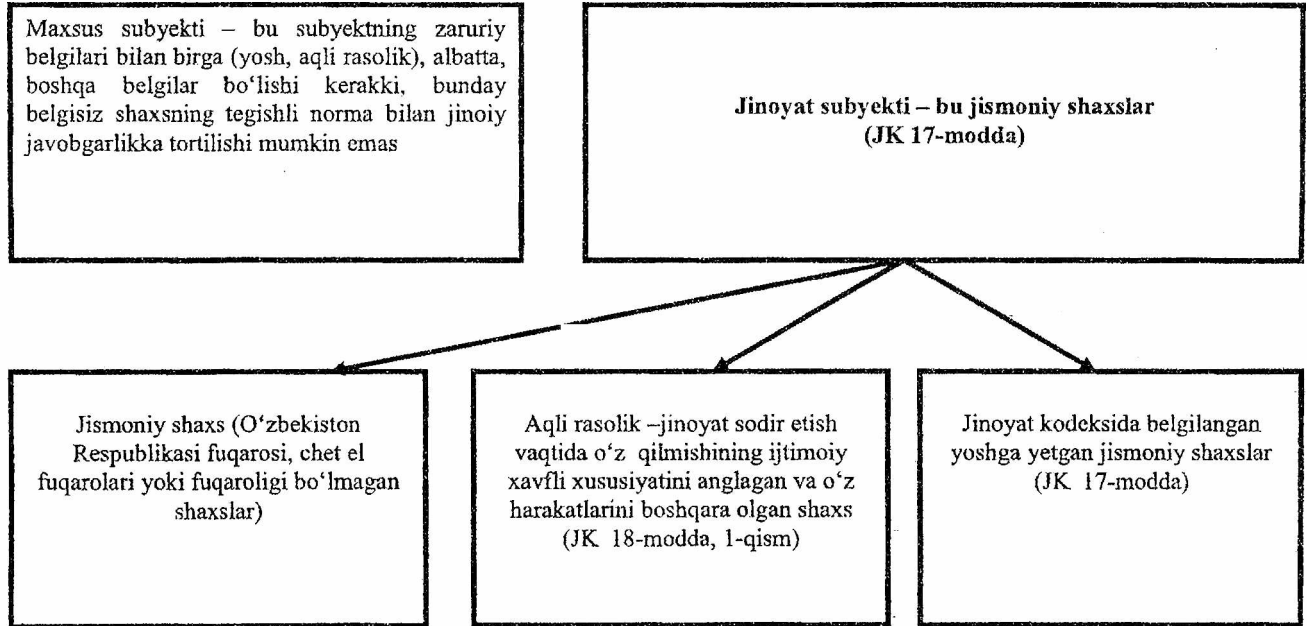 Maxsus subyekti – bu subyektning zaruriy
belgilari bilan birga (yosh, aqli rasolik), albatta,
boshqa belgilar bo‘lishi kerakki, bunday
belgisiz shaxsning tegishli norma bilan jinoiy
javobgarlikka tortilishi mumkin emas
Jinoyat subyekti – bu jismoniy shaxslar
(JK 17-modda)
Jismoniy shaxs (O‘zbekiston
Respublikasi fuqarosi, chet el
fuqarolari yoki fuqaroligi bo‘lmagan
shaxslar)
Aqli rasolik –jinoyat sodir etish
vaqtida o‘z qilmishining ijtimoiy
xavfli xususiyatini anglagan va o‘z
harakatlarini boshqara olgan shaxs
(JK 18-modda, 1-qism)
Jinoyat kodeksida belgilangan
yoshga yetgan jismoniy shaxslar
(JK 17-modda)